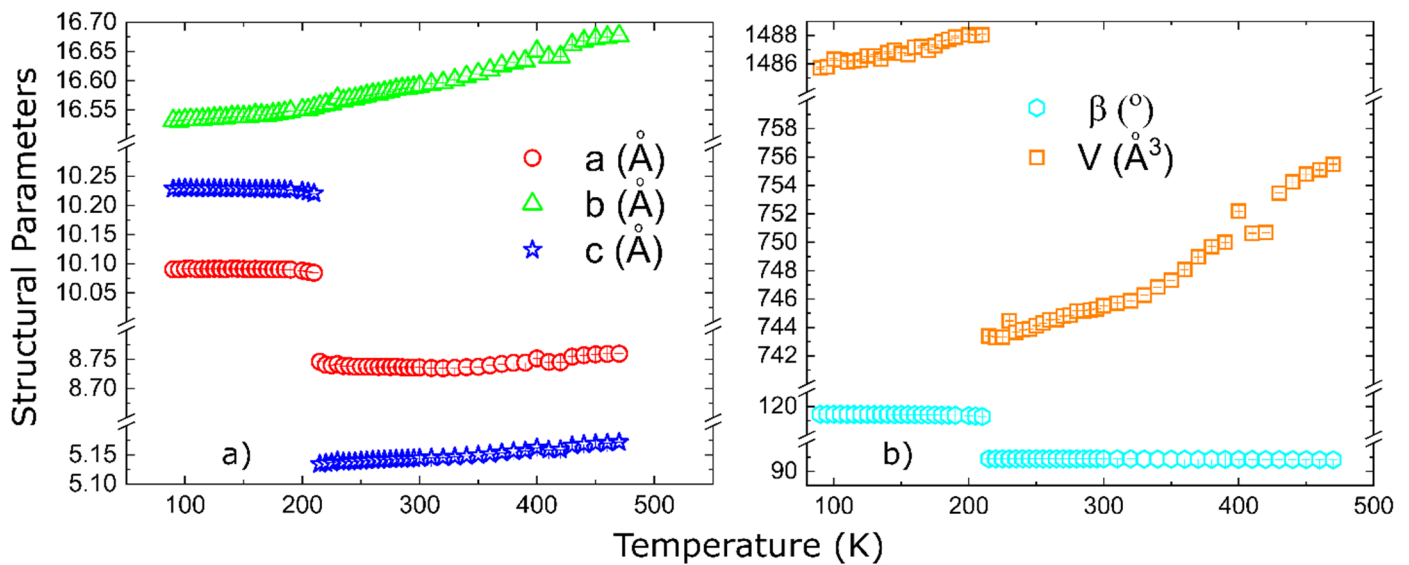 Structural Parameters
16.70
16.65
16.60
16.55
16.50
10.25
10.20
10.15
10.10
10.05
8.75
8.70
5.15
5.10
a (Å)
b (Å)
c (Å)
a)
100 200 300 400 500
1488
1486
758
756
754
752
750
748
746
744
742
120
90
β (°)
V (Å³)
b)
100 200 300 400 500
Temperature (K)